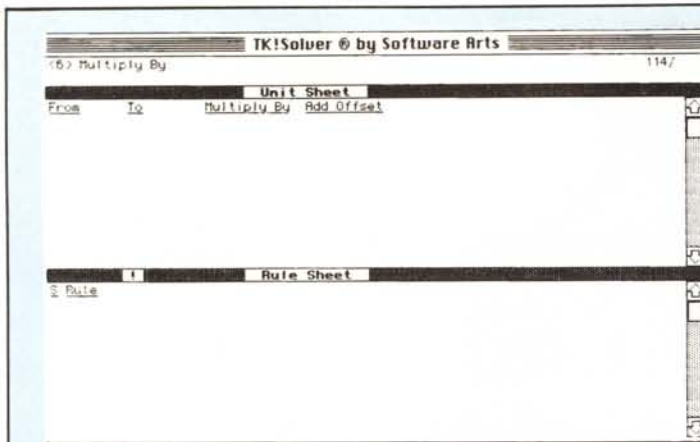 TK!Solver ® by Software Arts
(6) Multiply By 114/
Unit Sheet
From To Multiply By Add Offset
! Rule Sheet
S Rule